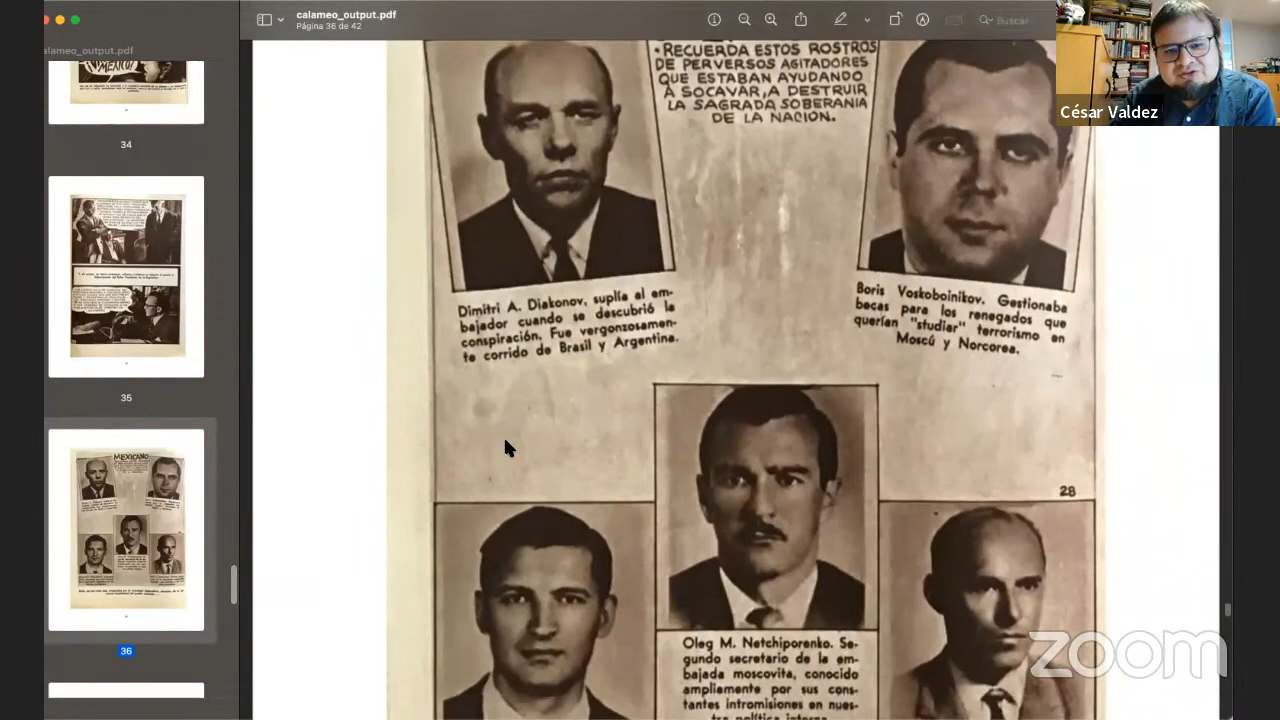 calameo_output.pdf
Página 36 de 42
Buscar
alameo_output.pdf
34
35
36
MEXICANO
César Valdez
• RECUERDA ESTOS ROSTROS
DE PERVERSOS AGITADORES
QUE ESTABAN AYUDANDO
A SOCAVAR, A DESTRUIR
LA SAGRADA SOBERANIA
DE LA NACION.
Dimitri A. Diakonov, suplía al em-
bajador cuando se descubrió la
conspiración. Fue vergonzosamen-
te corrido de Brasil y Argentina.
Boris Voskoboinikov. Gestionaba
becas para los renegados que
querían "studiar" terrorismo en
Moscú y Norcorea.
28
Oleg M. Netchiporenko. Se-
gundo secretario de la em-
bajada moscovita, conocido
ampliamente por sus cons-
tantes intromisiones en nues-
tra política interna.
zoom